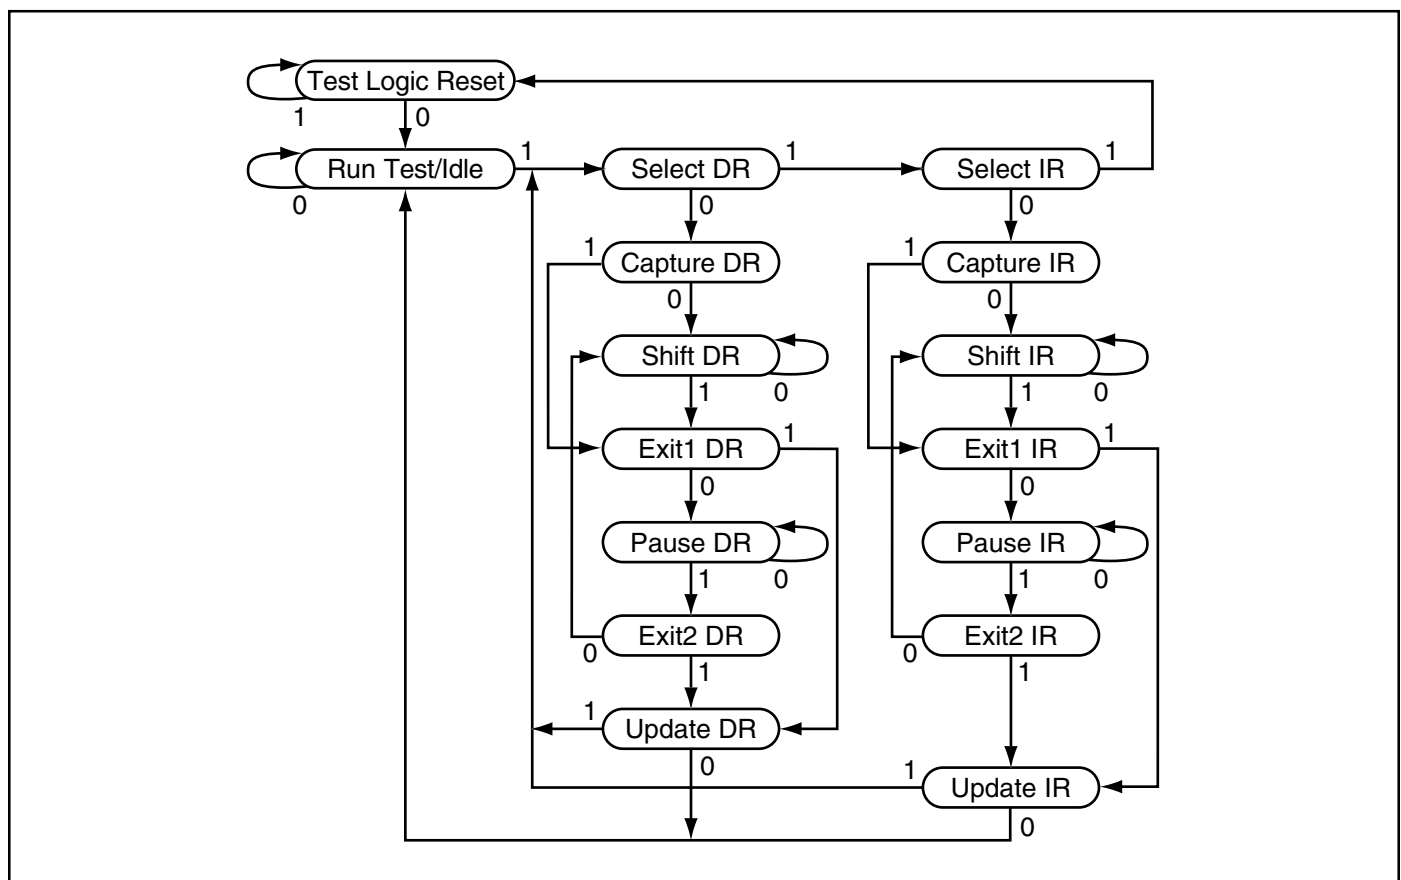 Test Logic Reset
1
0
Run Test/Idle
1
Select DR
1
Select IR
1
0
0
0
1
Capture DR
1
Capture IR
0
0
Shift DR
Shift IR
1
0
1
0
Exit1 DR
1
Exit1 IR
1
0
0
Pause DR
Pause IR
1
0
1
0
Exit2 DR
Exit2 IR
0
1
0
1
1
Update DR
0
1
Update IR
0